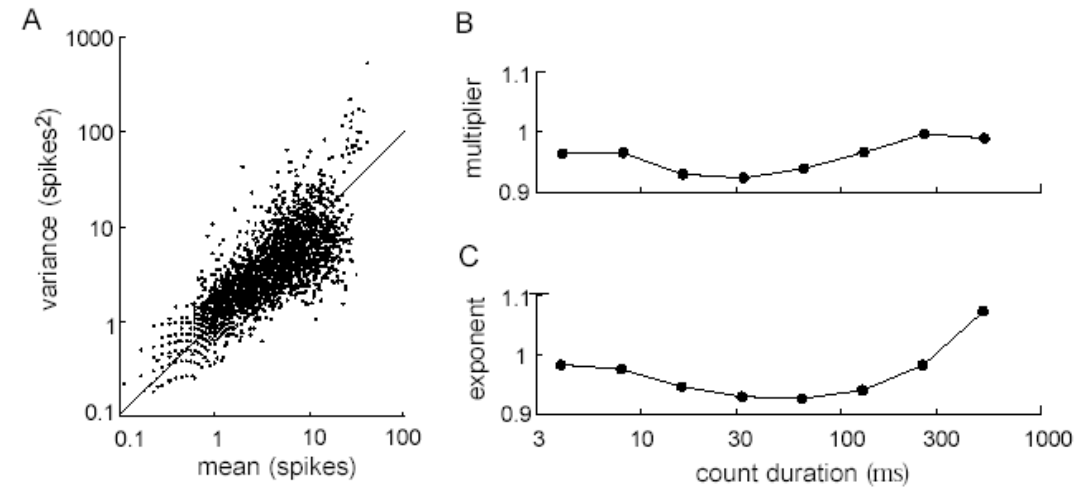 A
1000
100
10
1
0.1
variance (spikes²)
0.1 1 10 100
mean (spikes)
B
1.1
1
0.9
multiplier
C
1.1
1
0.9
exponent
3 10 30 100 300 1000
count duration (ms)